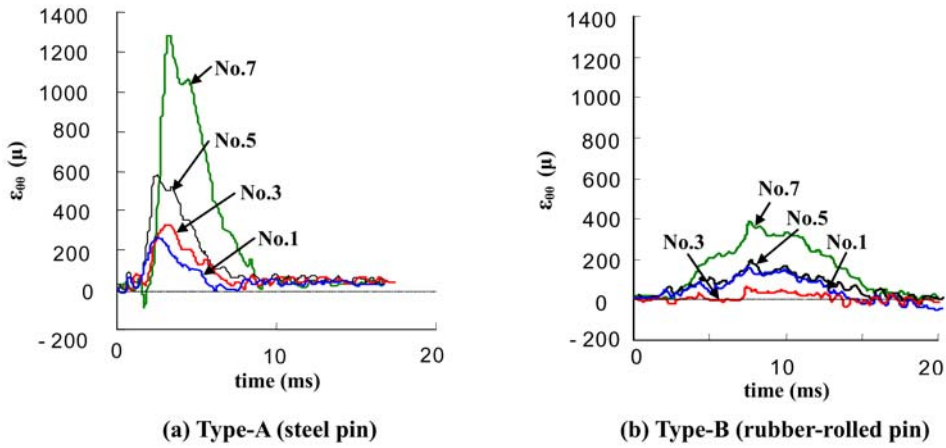 1400
1200
1000
800
600
400
200
0
- 200
ε_θθ (μ)
No.7
No.5
No.3
No.1
0 10 20
time (ms)
(a) Type-A (steel pin)
1400
1200
1000
800
600
400
200
0
- 200
ε_θθ (μ)
No.7
No.5
No.3
No.1
0 10 20
time (ms)
(b) Type-B (rubber-rolled pin)